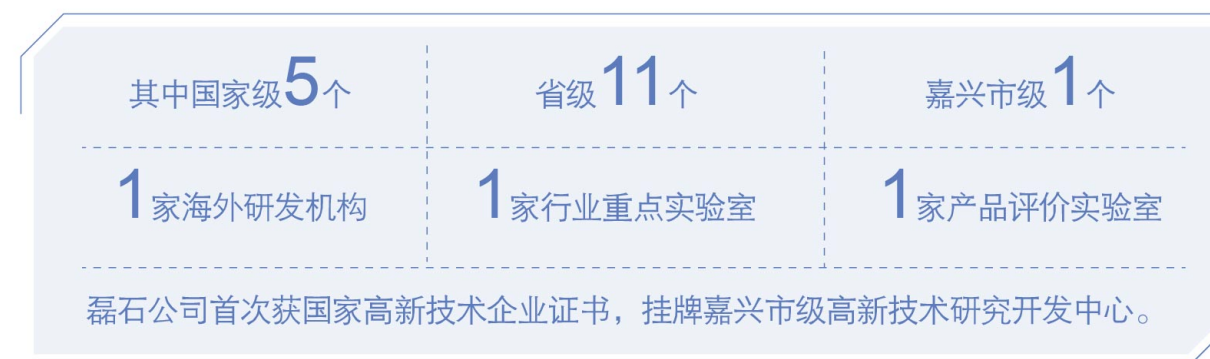 其中国家级5个 省级11个 嘉兴市级1个
1家海外研发机构 1家行业重点实验室 1家产品评价实验室
磊石公司首次获国家高新技术企业证书，挂牌嘉兴市级高新技术研究开发中心。